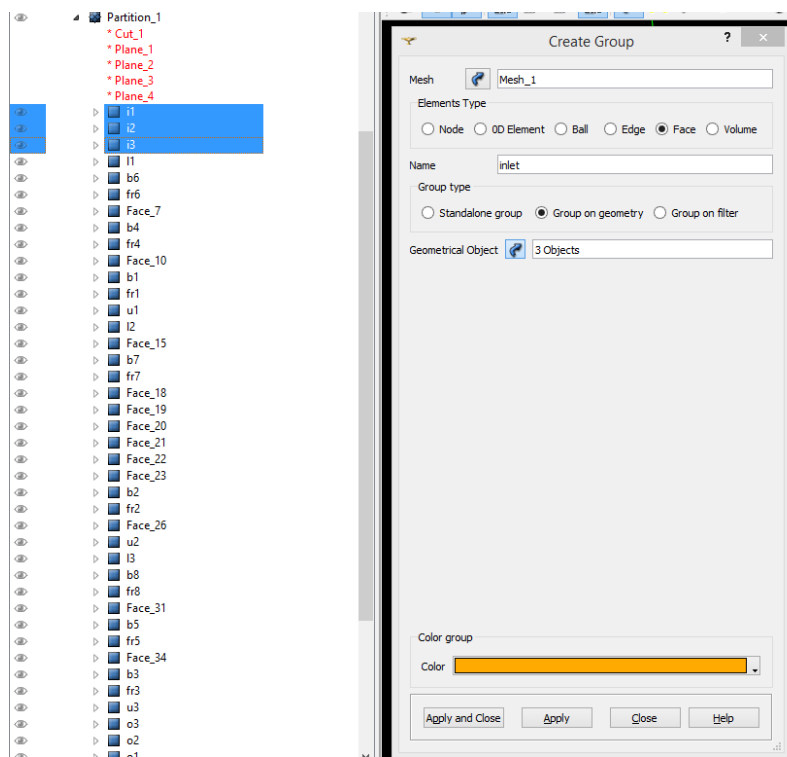 Partition_1
* Cut_1
* Plane_1
* Plane_2
* Plane_3
* Plane_4
i1
i2
i3
l1
b6
fr6
Face_7
b4
fr4
Face_10
b1
fr1
u1
l2
Face_15
b7
fr7
Face_18
Face_19
Face_20
Face_21
Face_22
Face_23
b2
fr2
Face_26
u2
l3
b8
fr8
Face_31
b5
fr5
Face_34
b3
fr3
u3
o3
o2
o1
Create Group
? x
Mesh Mesh_1
Elements Type
Node 0D Element Ball Edge Face Volume
Name inlet
Group type
Standalone group Group on geometry Group on filter
Geometrical Object 3 Objects
Color group
Color
Apply and Close Apply Close Help